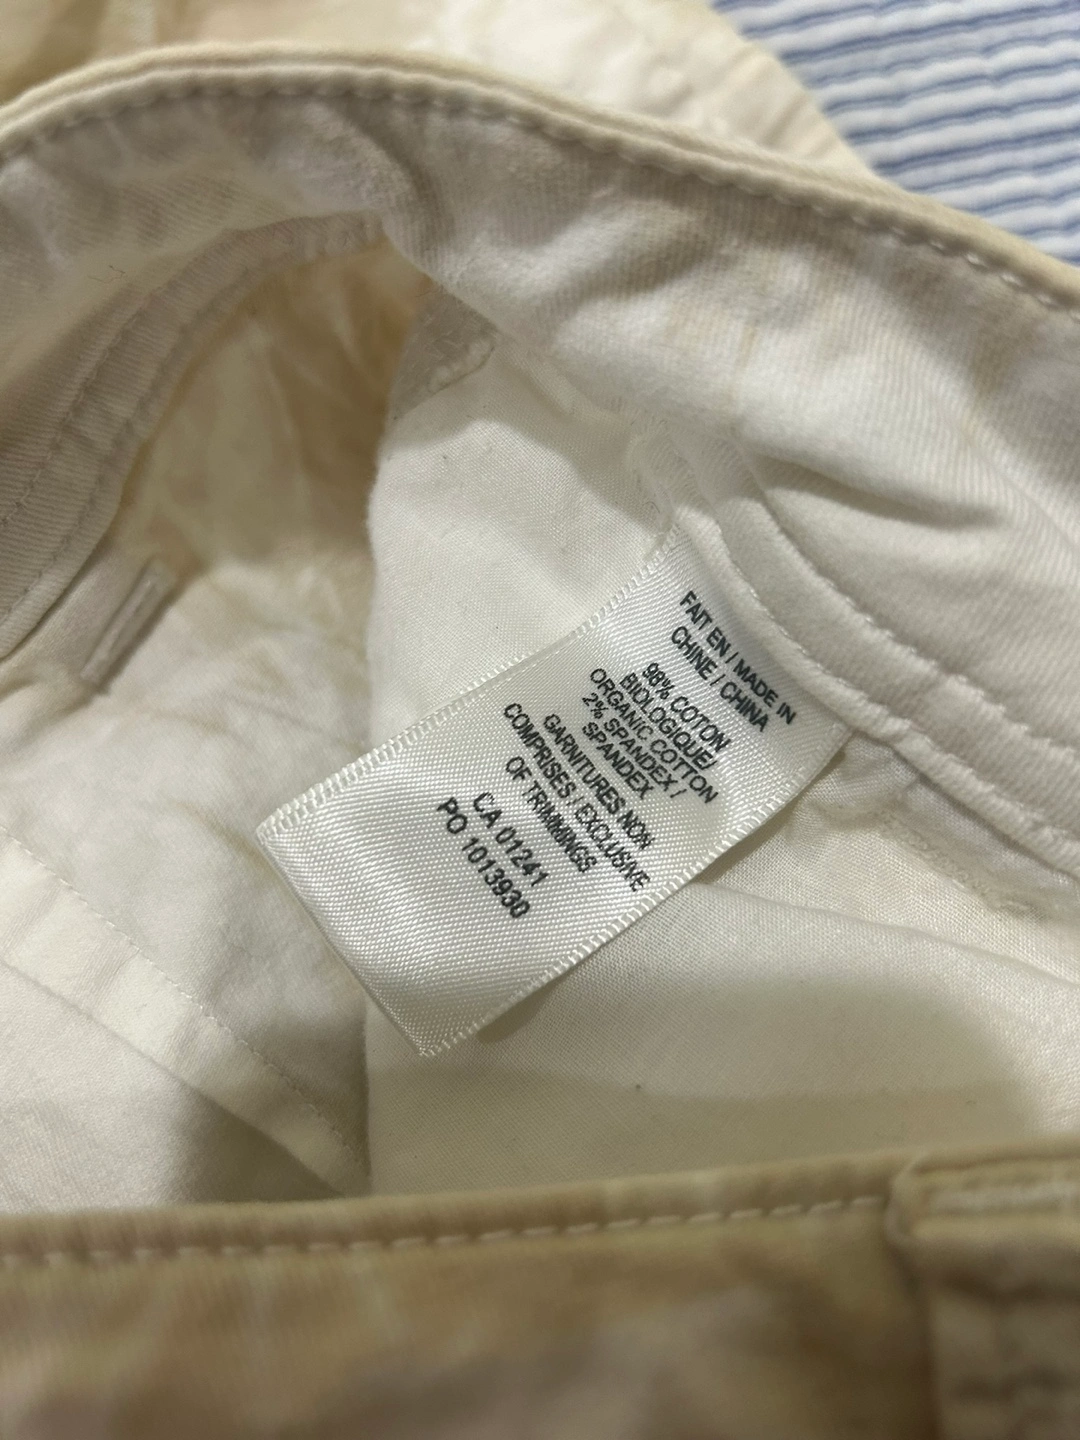 FAIT EN / MADE IN
CHINE / CHINA
98% COTON
BIOLOGIQUE/
ORGANIC COTTON
2% SPANDEX /
SPANDEX
GARNITURES NON
COMPRISES / EXCLUSIVE
OF TRIMMINGS
CA 01241
PO 1013930